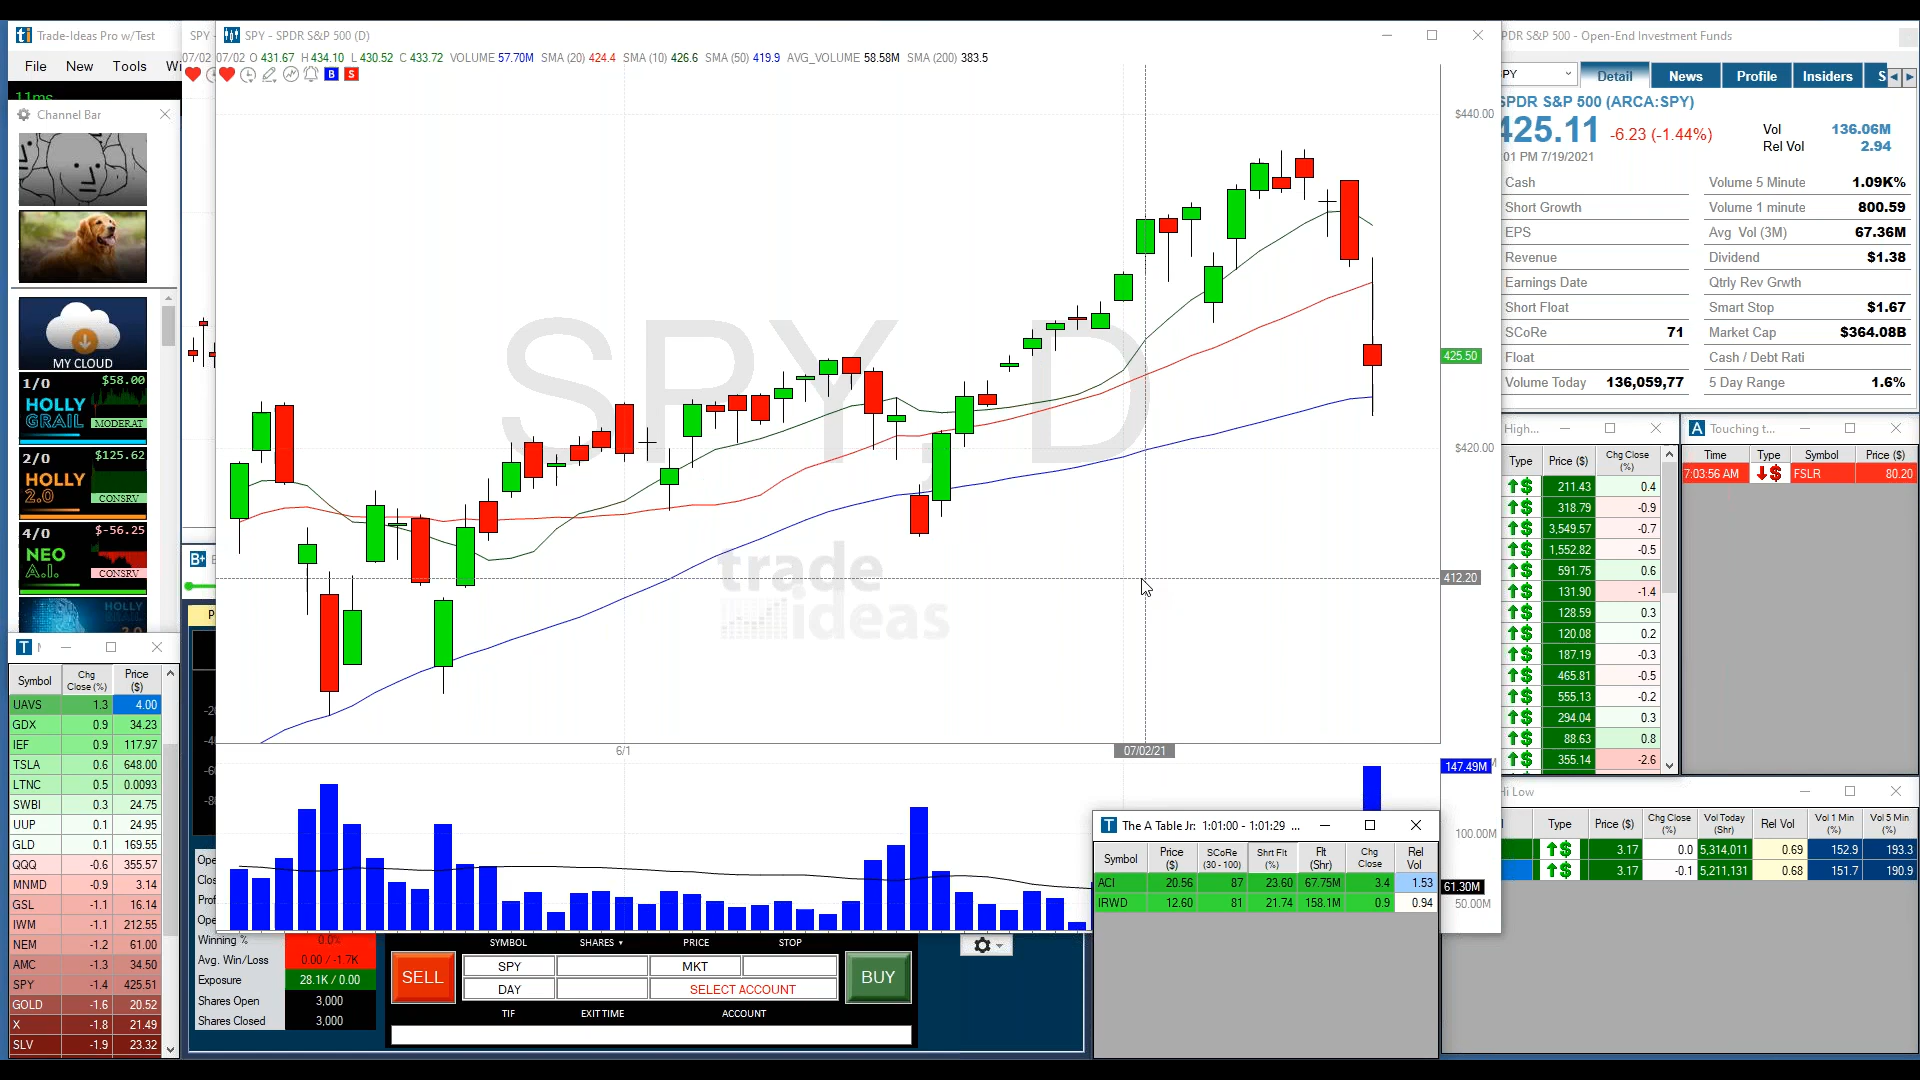 Trade-Ideas Pro w/Test
File New Tools Wi
11ms
Channel Bar
MY CLOUD
1/0 $58.00
HOLLY
GRAIL MODERAT
2/0 $125.62
HOLLY
2.0 CONSRV
4/0 $-56.25
NEO
A.I. CONSRV
HOLLY
Symbol Chg Close (%) Price ($)
UAVS 1.3 4.00
GDX 0.9 34.23
IEF 0.9 117.97
TSLA 0.6 648.00
LTNC 0.5 0.0093
SWBI 0.3 24.75
UUP 0.1 24.95
GLD 0.1 169.55
QQQ -0.6 355.57
MNMD -0.9 3.14
GSL -1.1 16.14
IWM -1.1 212.55
NEM -1.2 61.00
AMC -1.3 34.50
SPY -1.4 425.51
GOLD -1.6 20.52
X -1.8 21.49
SLV -1.9 23.32
SPY -
07/02
SPY - SPDR S&P 500 (D)
07/02 O 431.67 H 434.10 L 430.52 C 433.72 VOLUME 57.70M SMA (20) 424.4 SMA (10) 426.6 SMA (50) 419.9 AVG_VOLUME 58.58M SMA (200) 383.5
B S
SPY, D
trade
ideas
$440.00
425.50
$420.00
412.20
6/1
07/02/21
147.49M
100.00M
61.30M
50.00M
B+
P
-20
-40
-60
-80
Ope
Clos
Prof
Ope
Winning % 0.0%
Avg. Win/Loss 0.00 / -1.7K
Exposure 28.1K / 0.00
Shares Open 3,000
Shares Closed 3,000
SYMBOL SHARES PRICE STOP
SELL SPY MKT BUY
DAY SELECT ACCOUNT
TIF EXIT TIME ACCOUNT
The A Table Jr: 1:01:00 - 1:01:29 ...
Symbol Price ($) SCoRe (30 - 100) Shrt Flt (%) Flt (Shr) Chg Close Rel Vol
ACI 20.56 87 23.60 67.75M 3.4 1.53
IRWD 12.60 81 21.74 158.1M 0.9 0.94
PDR S&P 500 - Open-End Investment Funds
PY Detail News Profile Insiders S
SPDR S&P 500 (ARCA:SPY)
425.11 -6.23 (-1.44%)
Vol 136.06M
Rel Vol 2.94
01 PM 7/19/2021
Cash
Volume 5 Minute 1.09K%
Short Growth
Volume 1 minute 800.59
EPS
Avg Vol (3M) 67.36M
Revenue
Dividend $1.38
Earnings Date
Qtrly Rev Grwth
Short Float
Smart Stop $1.67
SCoRe 71
Market Cap $364.08B
Float
Cash / Debt Rati
Volume Today 136,059,77
5 Day Range 1.6%
High...
Type Price ($) Chg Close (%)
211.43 0.4
318.79 -0.9
3,549.57 -0.7
1,552.82 -0.5
591.75 0.6
131.90 -1.4
128.59 0.3
120.08 0.2
187.19 -0.3
465.81 -0.5
555.13 -0.2
294.04 0.3
88.63 0.8
355.14 -2.6
Touching t...
Time Type Symbol Price ($)
7:03:56 AM FSLR 80.20
Hi Low
Type Price ($) Chg Close (%) Vol Today (Shr) Rel Vol Vol 1 Min (%) Vol 5 Min (%)
3.17 0.0 5,314,011 0.69 152.9 193.3
3.17 -0.1 5,211,131 0.68 151.7 190.9